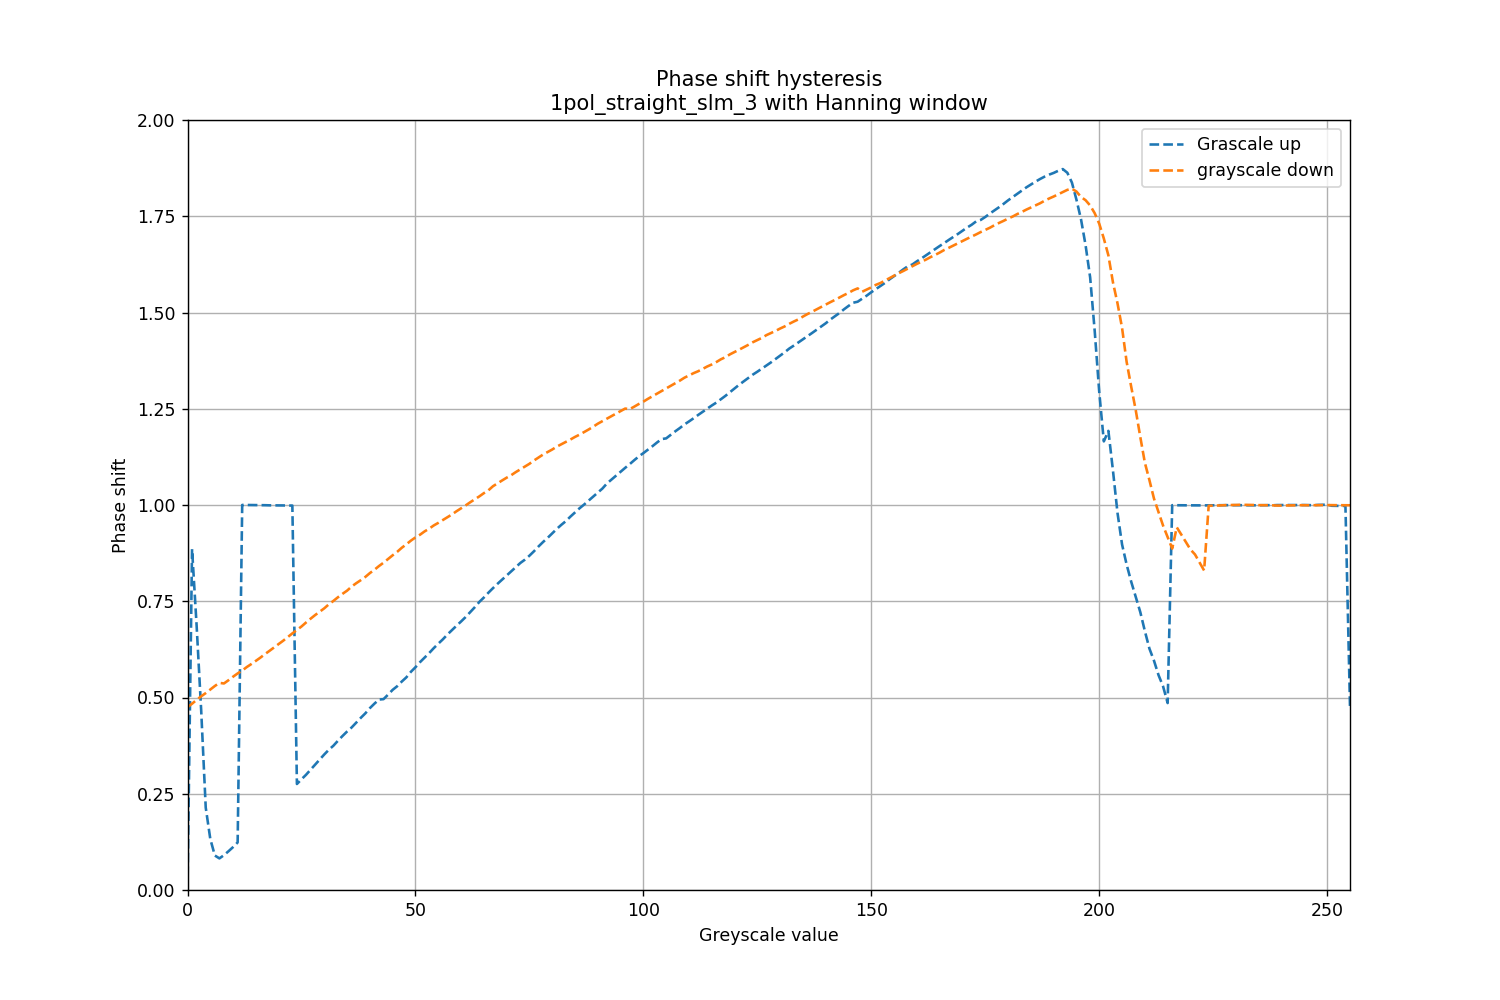 Phase shift hysteresis
1pol_straight_slm_3 with Hanning window
2.00
1.75
1.50
1.25
1.00
0.75
0.50
0.25
0.00
Phase shift
Grascale up
grayscale down
0
50
100
150
200
250
Greyscale value